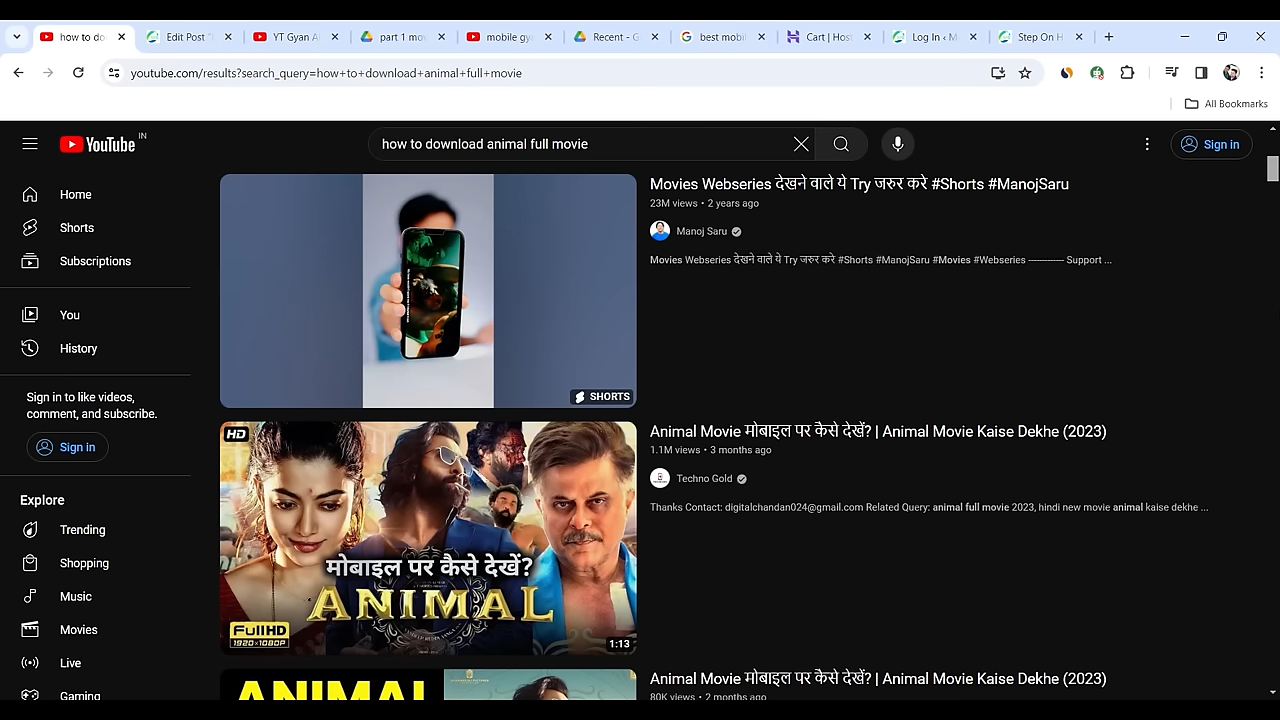 how to do
Edit Post "
YT Gyan A
part 1 mo
mobile gy
Recent - G
best mobil
Cart | Host
Log In ‹ M
Step On H
youtube.com/results?search_query=how+to+download+animal+full+movie
All Bookmarks
YouTube IN
how to download animal full movie
Sign in
Home
Shorts
Subscriptions
You
History
Sign in to like videos,
comment, and subscribe.
Sign in
Explore
Trending
Shopping
Music
Movies
Live
Gaming
SHORTS
Movies Webseries देखने वाले ये Try जरुर करे #Shorts #ManojSaru
23M views • 2 years ago
Manoj Saru
Movies Webseries देखने वाले ये Try जरुर करे #Shorts #ManojSaru #Movies #Webseries ------------- Support ...
HD
मोबाइल पर कैसे देखें?
ANIMAL
FullHD
1920×1080P
1:13
Animal Movie मोबाइल पर कैसे देखें? | Animal Movie Kaise Dekhe (2023)
1.1M views • 3 months ago
Techno Gold
Thanks Contact: digitalchandan024@gmail.com Related Query: animal full movie 2023, hindi new movie animal kaise dekhe ...
ANIMAL
Animal Movie मोबाइल पर कैसे देखें? | Animal Movie Kaise Dekhe (2023)
80K views • 2 months ago